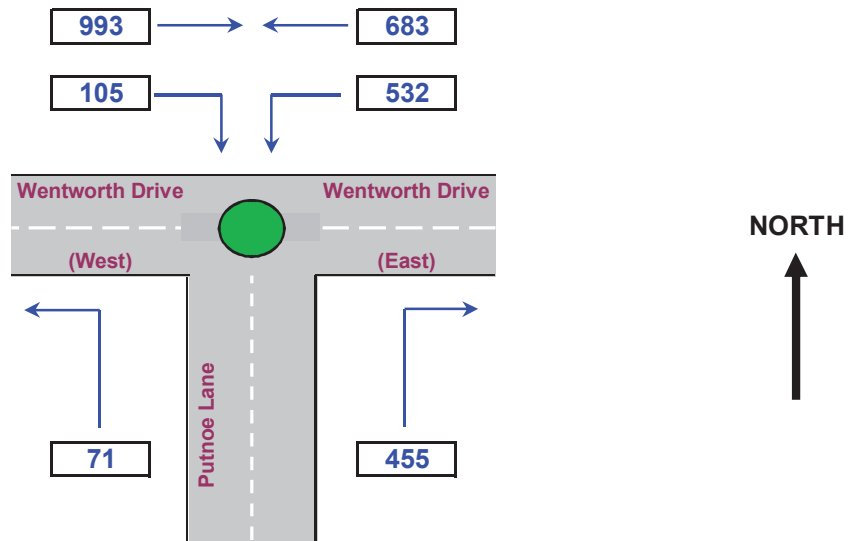 993
683
105
532
Wentworth Drive
Wentworth Drive
NORTH
(West)
(East)
Putnoe Lane
71
455